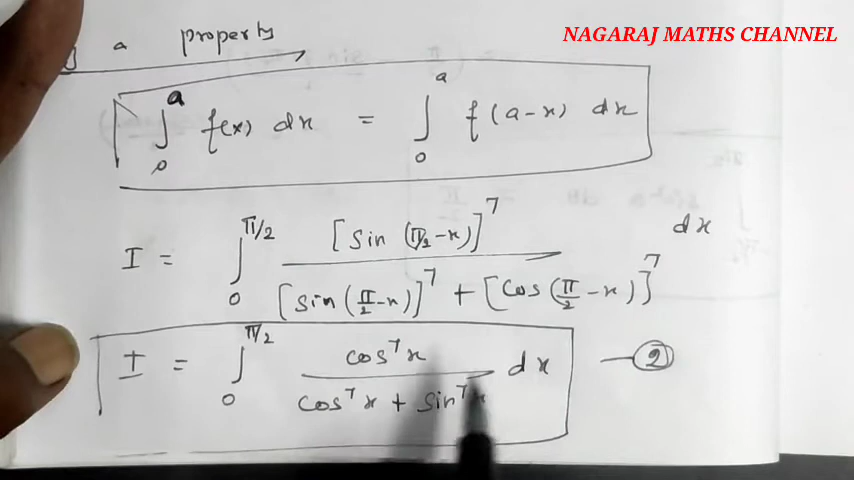 NAGARAJ MATHS CHANNEL
a property
∫₀ᵃ f(x) dx = ∫₀ᵃ f(a-x) dx
I = ∫₀^{π/2} [sin(π/2-x)]⁷ / [sin(π/2-x)]⁷ + [cos(π/2-x)]⁷ dx
I = ∫₀^{π/2} cos⁷x / cos⁷x + sin⁷x dx — ②